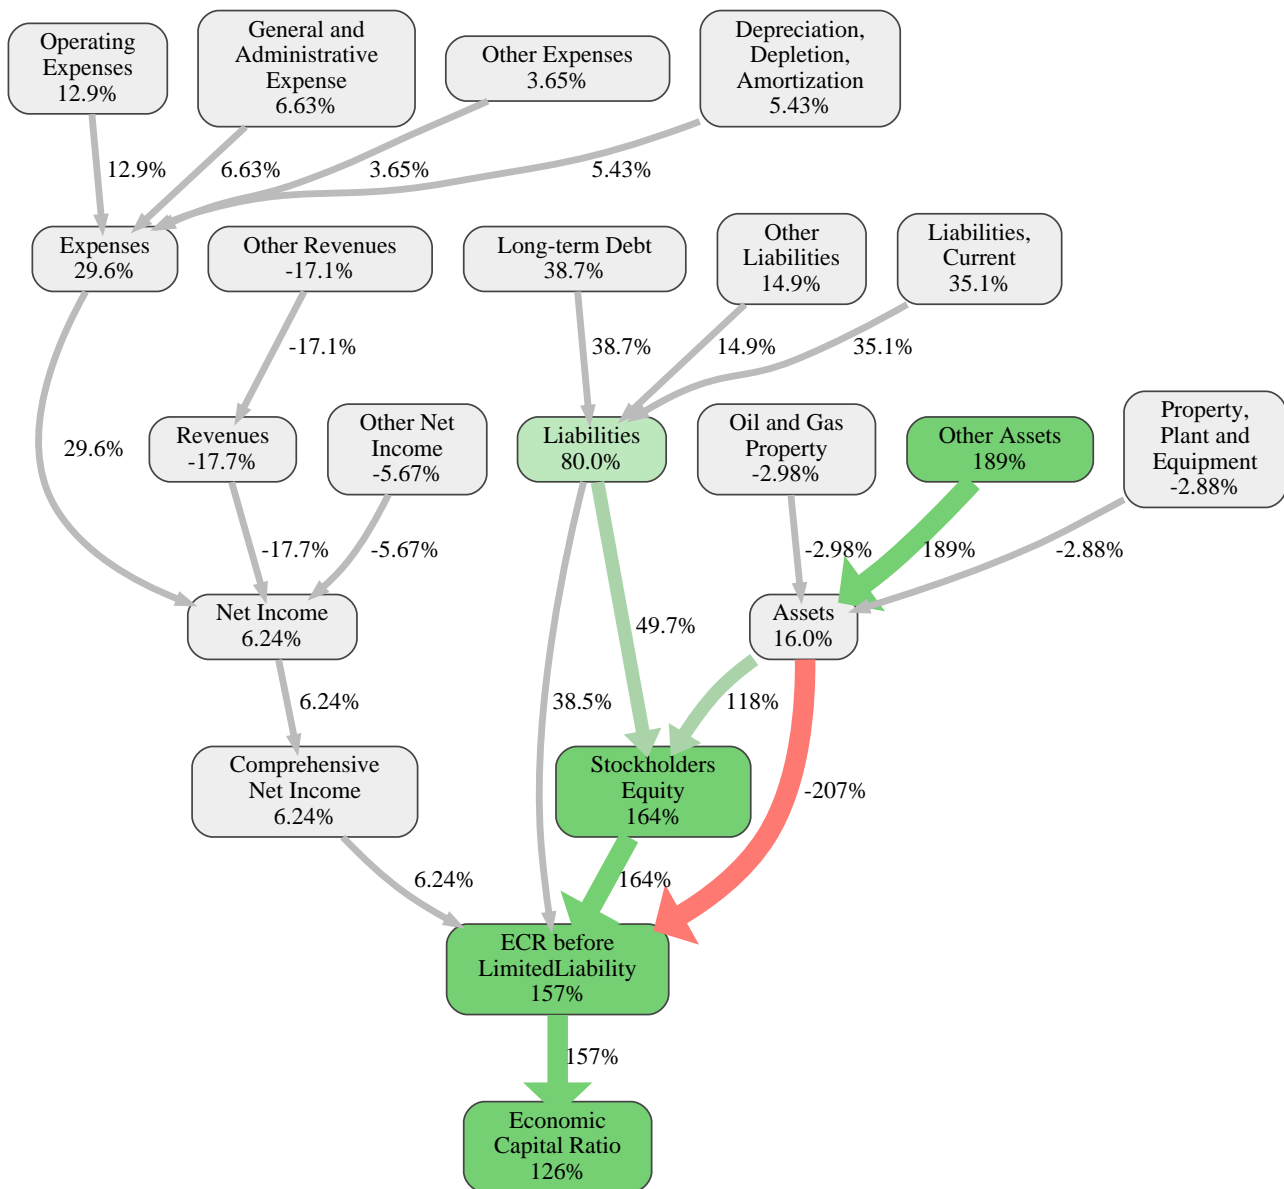 Operating
Expenses
12.9%
General and
Administrative
Expense
6.63%
Other Expenses
3.65%
Depreciation,
Depletion,
Amortization
5.43%
12.9%
6.63%
3.65%
5.43%
Expenses
29.6%
Other Revenues
-17.1%
Long-term Debt
38.7%
Other
Liabilities
14.9%
Liabilities,
Current
35.1%
-17.1%
38.7%
14.9%
35.1%
29.6%
Revenues
-17.7%
Other Net
Income
-5.67%
Liabilities
80.0%
Oil and Gas
Property
-2.98%
Other Assets
189%
Property,
Plant and
Equipment
-2.88%
-17.7%
-5.67%
-2.98%
189%
-2.88%
Net Income
6.24%
49.7%
Assets
16.0%
6.24%
38.5%
118%
-207%
Comprehensive
Net Income
6.24%
Stockholders
Equity
164%
6.24%
164%
ECR before
LimitedLiability
157%
157%
Economic
Capital Ratio
126%